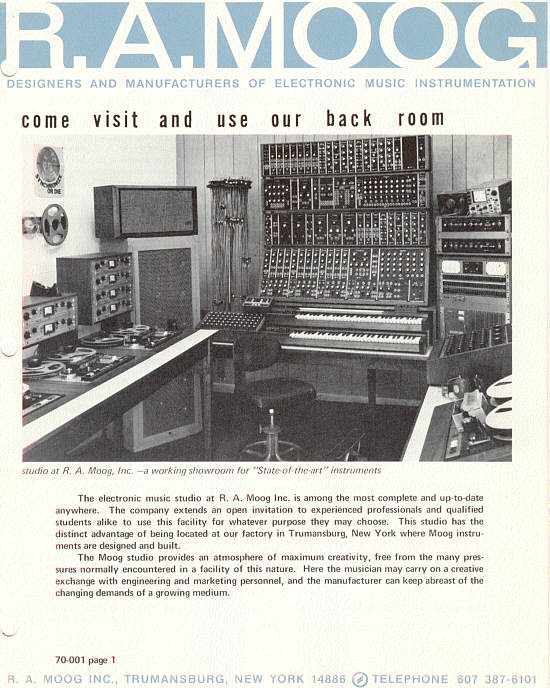 R.A.MOOG
DESIGNERS AND MANUFACTURERS OF ELECTRONIC MUSIC INSTRUMENTATION
come visit and use our back room
SYNCHRONIZE
OR DIE
studio at R. A. Moog, Inc. —a working showroom for "State-of-the-art" instruments
The electronic music studio at R. A. Moog Inc. is among the most complete and up-to-date
anywhere. The company extends an open invitation to experienced professionals and qualified
students alike to use this facility for whatever purpose they may choose. This studio has the
distinct advantage of being located at our factory in Trumansburg, New York where Moog instru-
ments are designed and built.
The Moog studio provides an atmosphere of maximum creativity, free from the many pres-
sures normally encountered in a facility of this nature. Here the musician may carry on a creative
exchange with engineering and marketing personnel, and the manufacturer can keep abreast of the
changing demands of a growing medium.
70-001 page 1
R. A. MOOG INC., TRUMANSBURG, NEW YORK 14886 TELEPHONE 607 387-6101